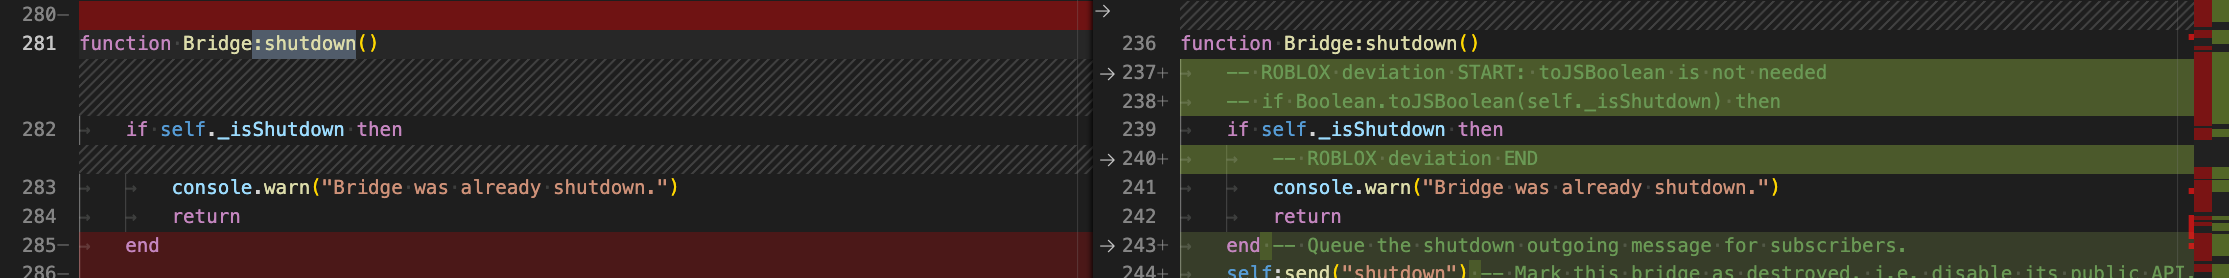 280-
281 function Bridge:shutdown()
282 if self._isShutdown then
283 console.warn("Bridge was already shutdown.")
284 return
285- end
286-
236 function Bridge:shutdown()
237+ -- ROBLOX deviation START: toJSBoolean is not needed
238+ -- if Boolean.toJSBoolean(self._isShutdown) then
239 if self._isShutdown then
240+ -- ROBLOX deviation END
241 console.warn("Bridge was already shutdown.")
242 return
243+ end -- Queue the shutdown outgoing message for subscribers.
244+ self:send("shutdown") -- Mark this bridge as destroyed, i.e. disable its public API.